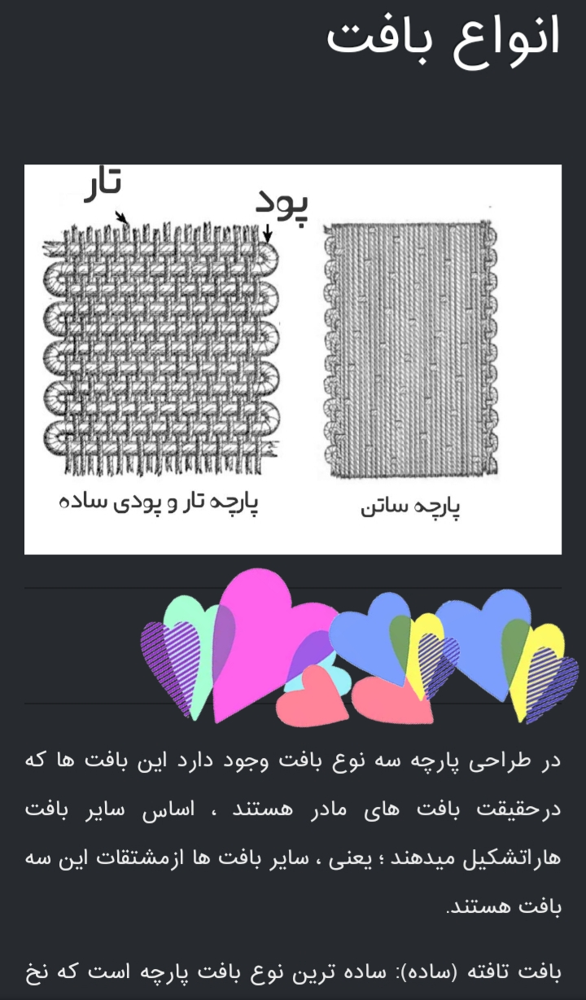 انواع بافت
تار
پود
پارچه تار و پودی ساده
پارچه ساتن
در طراحی پارچه سه نوع بافت وجود دارد این بافت ها که
درحقیقت بافت های مادر هستند ، اساس سایر بافت
هاراتشکیل میدهند ؛ یعنی ، سایر بافت ها ازمشتقات این سه
بافت هستند.
بافت تافته (ساده): ساده ترین نوع بافت پارچه است که نخ